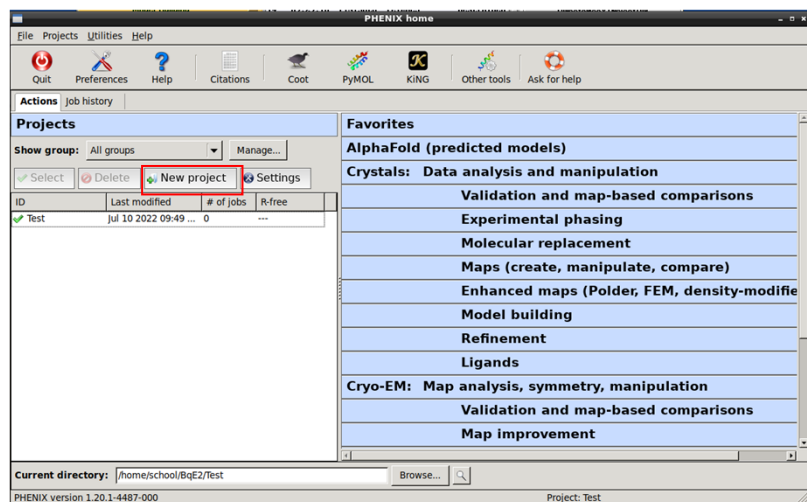 PHENIX home
File Projects Utilities Help
Quit Preferences Help Citations Coot PyMOL KiNG Other tools Ask for help
Actions Job history
Projects
Show group: All groups Manage...
Select Delete New project Settings
ID Last modified # of jobs R-free
Test Jul 10 2022 09:49 ... 0 ---
Favorites
AlphaFold (predicted models)
Crystals: Data analysis and manipulation
Validation and map-based comparisons
Experimental phasing
Molecular replacement
Maps (create, manipulate, compare)
Enhanced maps (Polder, FEM, density-modifie
Model building
Refinement
Ligands
Cryo-EM: Map analysis, symmetry, manipulation
Validation and map-based comparisons
Map improvement
Current directory: /home/school/BqE2/Test Browse...
PHENIX version 1.20.1-4487-000 Project: Test